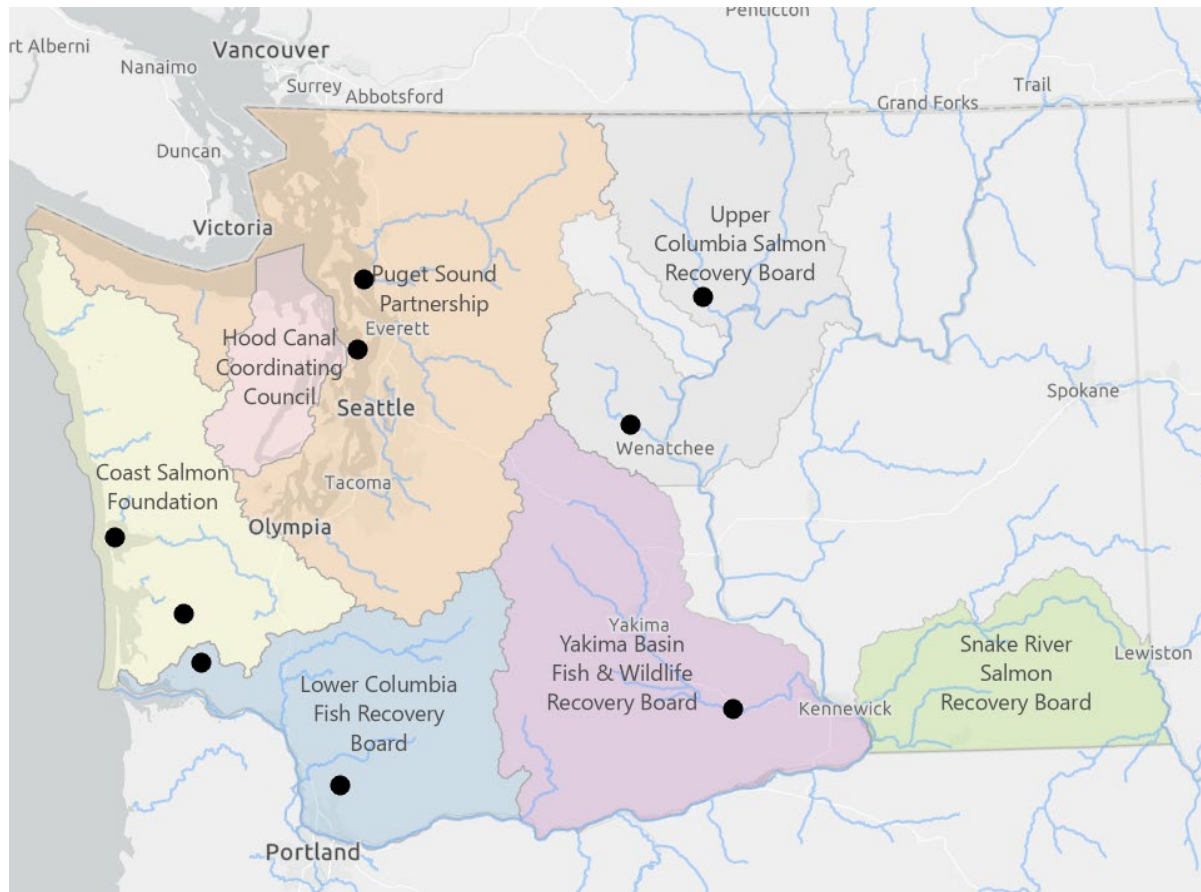 Penticton
rt Alberni
Vancouver
Nanaimo
Surrey
Abbotsford
Trail
Grand Forks
Duncan
Victoria
Upper
Columbia Salmon
Recovery Board
Puget Sound
Partnership
Everett
Hood Canal
Coordinating
Council
Seattle
Spokane
Wenatchee
Coast Salmon
Foundation
Tacoma
Olympia
Yakima
Yakima Basin
Fish & Wildlife
Recovery Board
Snake River
Salmon
Recovery Board
Lewiston
Lower Columbia
Fish Recovery
Board
Kennewick
Portland